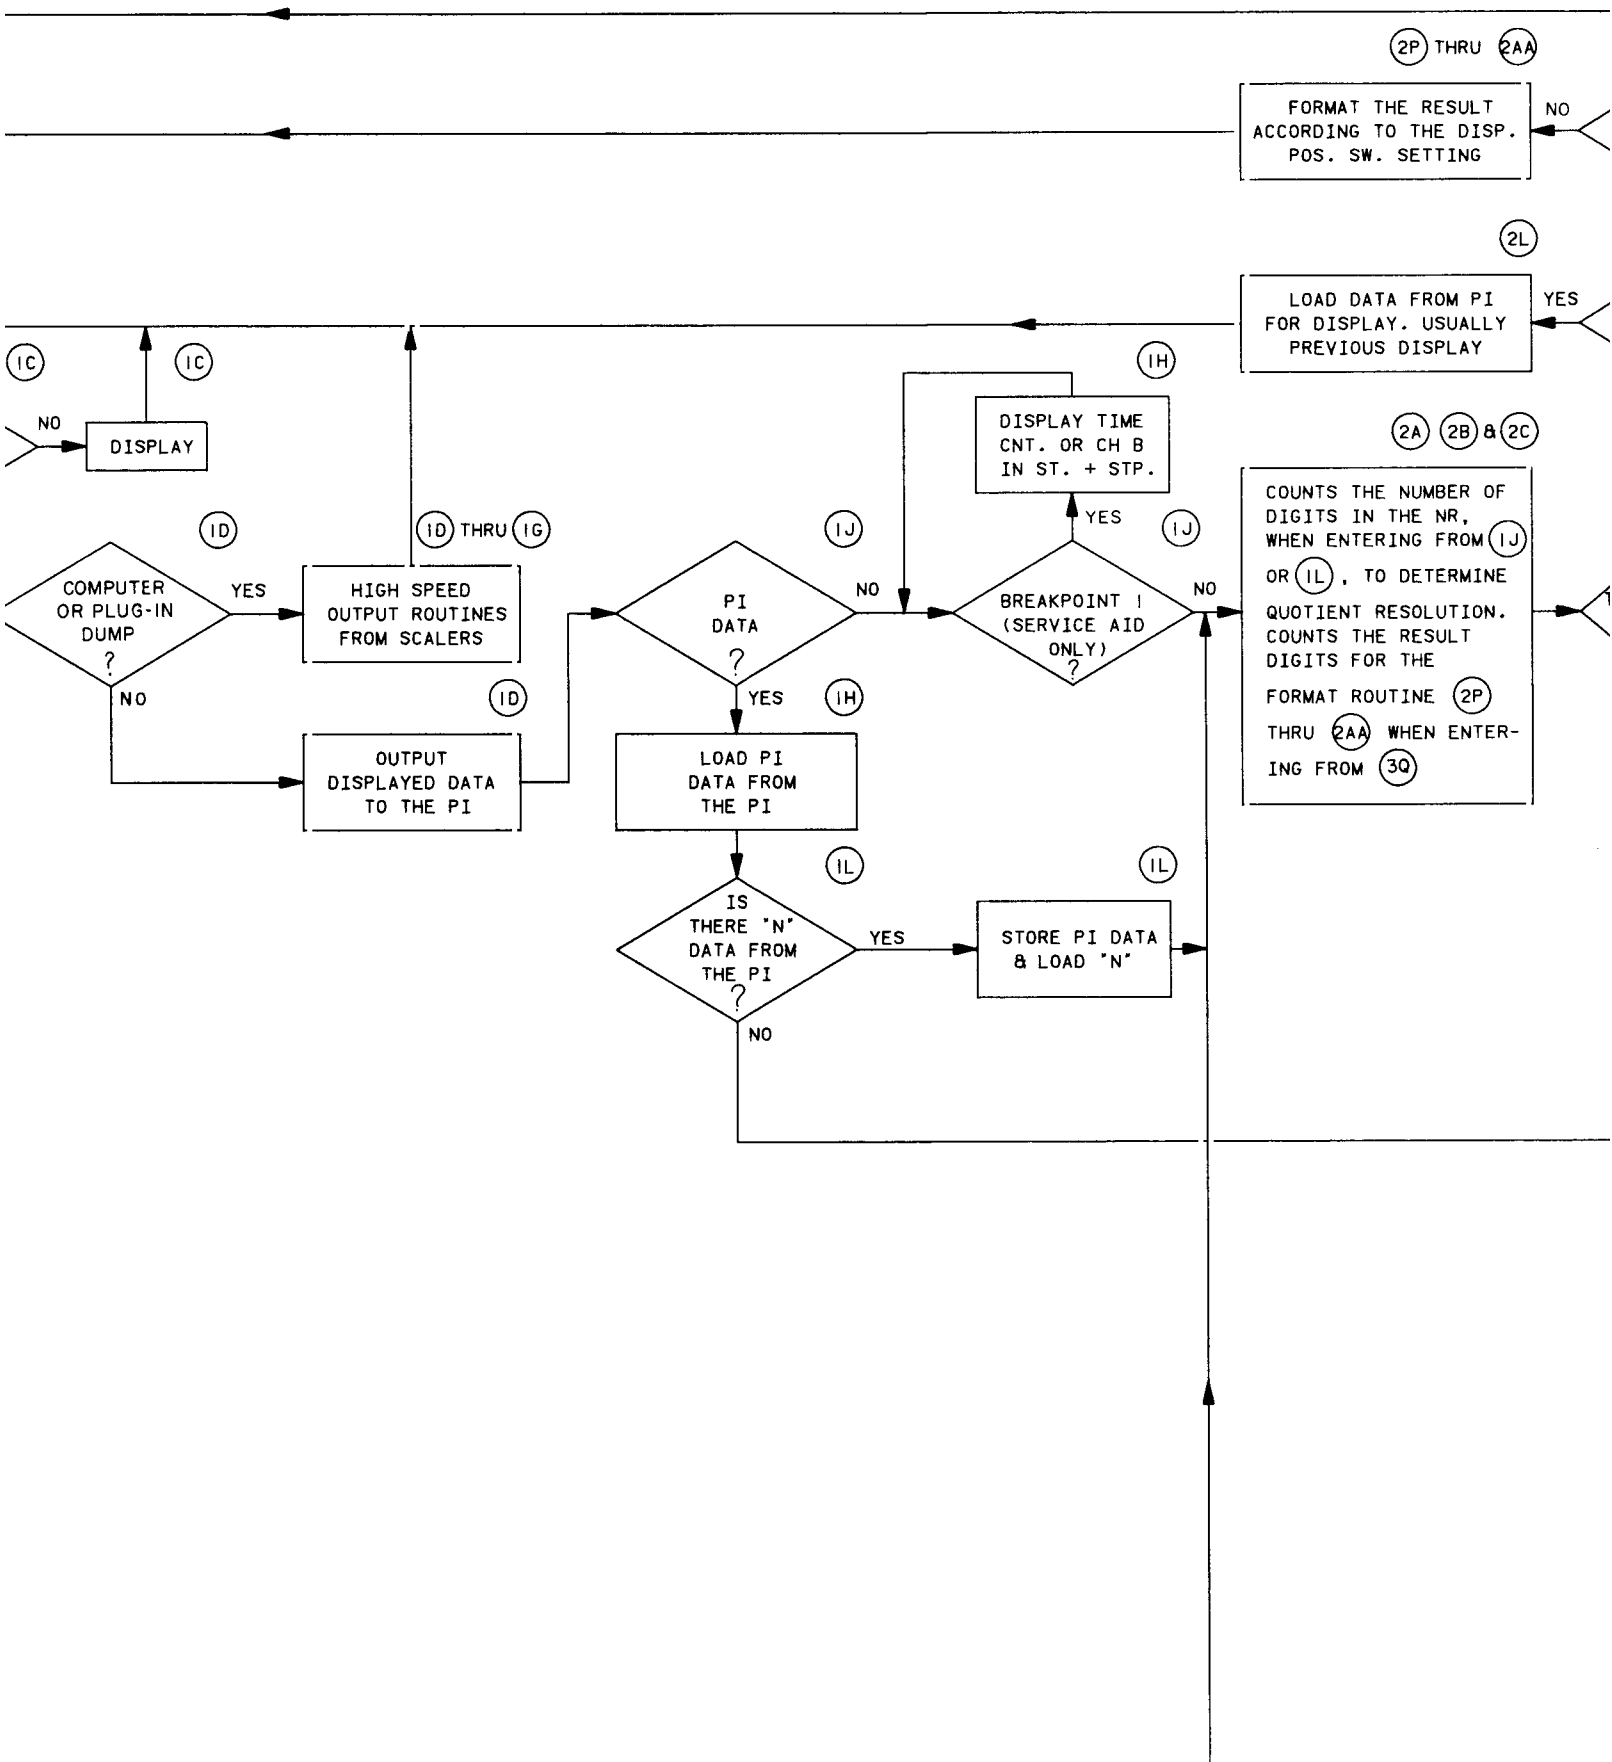 2P THRU 2AA
FORMAT THE RESULT
ACCORDING TO THE DISP.
POS. SW. SETTING
NO
2L
LOAD DATA FROM PI
FOR DISPLAY. USUALLY
PREVIOUS DISPLAY
YES
1C
1C
NO
DISPLAY
1H
DISPLAY TIME
CNT. OR CH B
IN ST. + STP.
YES
2A 2B & 2C
COUNTS THE NUMBER OF
DIGITS IN THE NR,
WHEN ENTERING FROM 1J
OR 1L, TO DETERMINE
QUOTIENT RESOLUTION.
COUNTS THE RESULT
DIGITS FOR THE
FORMAT ROUTINE 2P
THRU 2AA WHEN ENTER-
ING FROM 3Q
T
1D
COMPUTER
OR PLUG-IN
DUMP
?
YES
NO
1D THRU 1G
HIGH SPEED
OUTPUT ROUTINES
FROM SCALERS
1D
OUTPUT
DISPLAYED DATA
TO THE PI
1J
PI
DATA
?
NO
YES
1J
BREAKPOINT 1
(SERVICE AID
ONLY)
?
NO
1H
LOAD PI
DATA FROM
THE PI
1L
IS
THERE "N"
DATA FROM
THE PI
?
YES
NO
1L
STORE PI DATA
& LOAD "N"